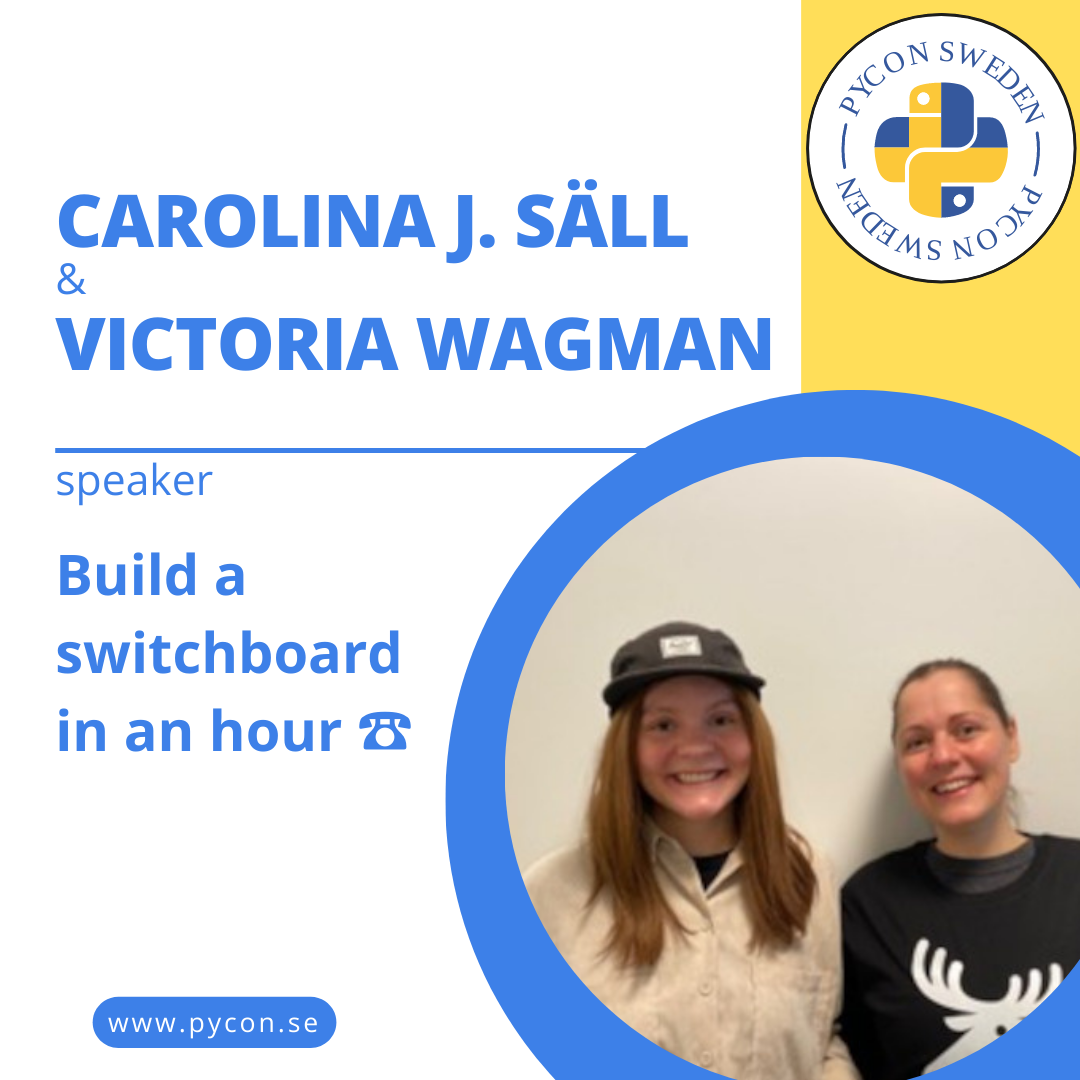 PYCON SWEDEN
PYCON SWEDEN
CAROLINA J. SÄLL
&
VICTORIA WAGMAN
speaker
Build a
switchboard
in an hour ☎
www.pycon.se